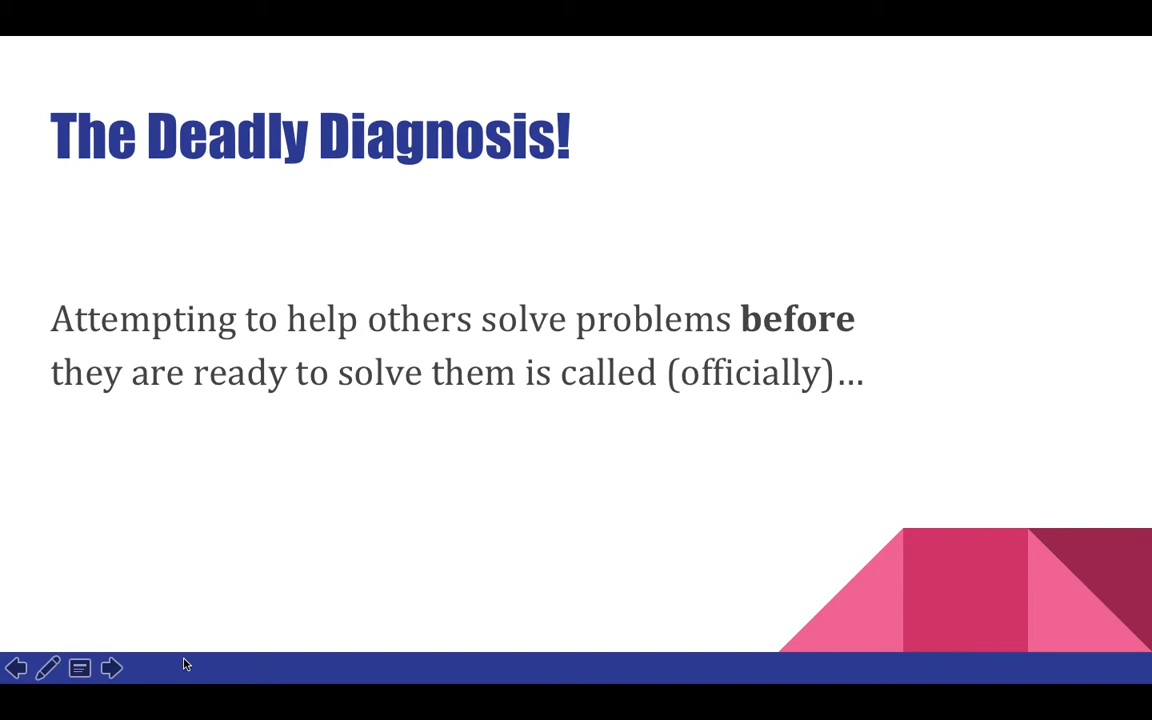 The Deadly Diagnosis!
Attempting to help others solve problems before
they are ready to solve them is called (officially)…